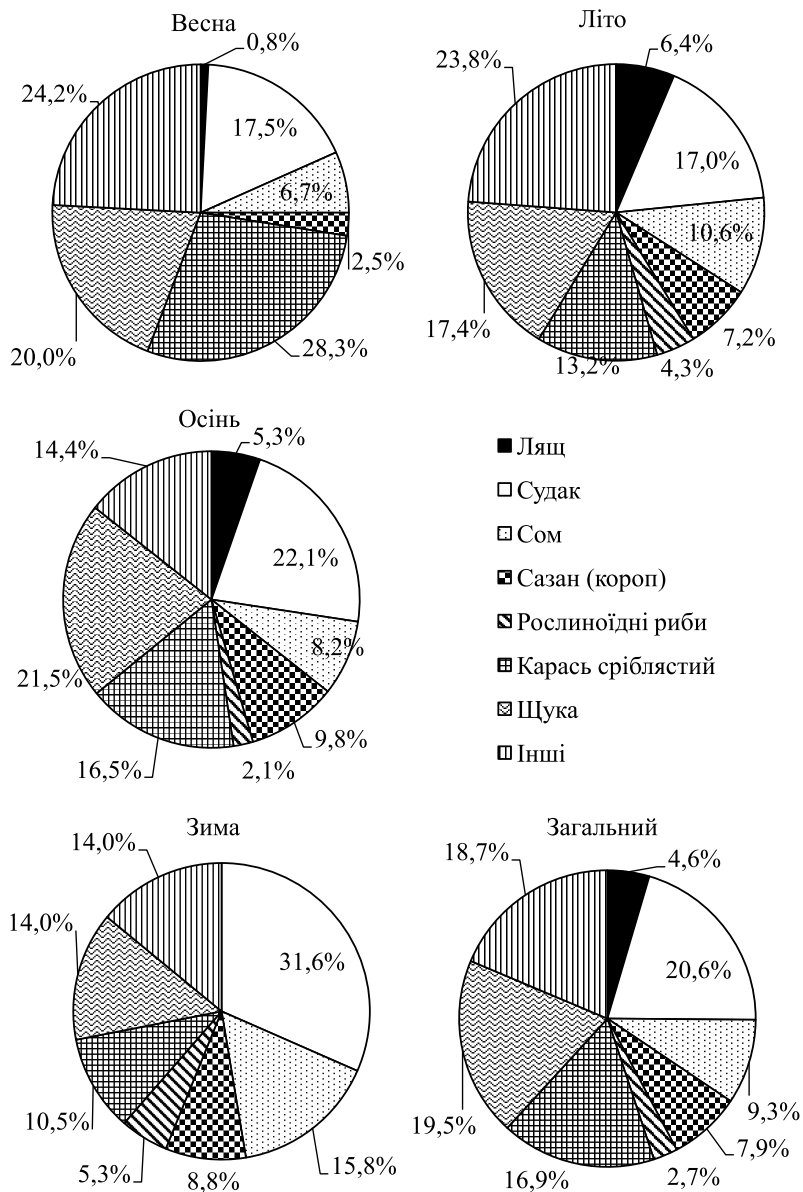 Весна
0,8%
17,5%
6,7%
2,5%
28,3%
20,0%
24,2%
Літо
6,4%
17,0%
10,6%
7,2%
4,3%
13,2%
17,4%
23,8%
Осінь
5,3%
22,1%
8,2%
9,8%
2,1%
16,5%
21,5%
14,4%
Лящ
Судак
Сом
Сазан (короп)
Рослиноїдні риби
Карась сріблястий
Щука
Інші
Зима
31,6%
15,8%
8,8%
5,3%
10,5%
14,0%
14,0%
Загальний
4,6%
20,6%
9,3%
7,9%
2,7%
16,9%
19,5%
18,7%